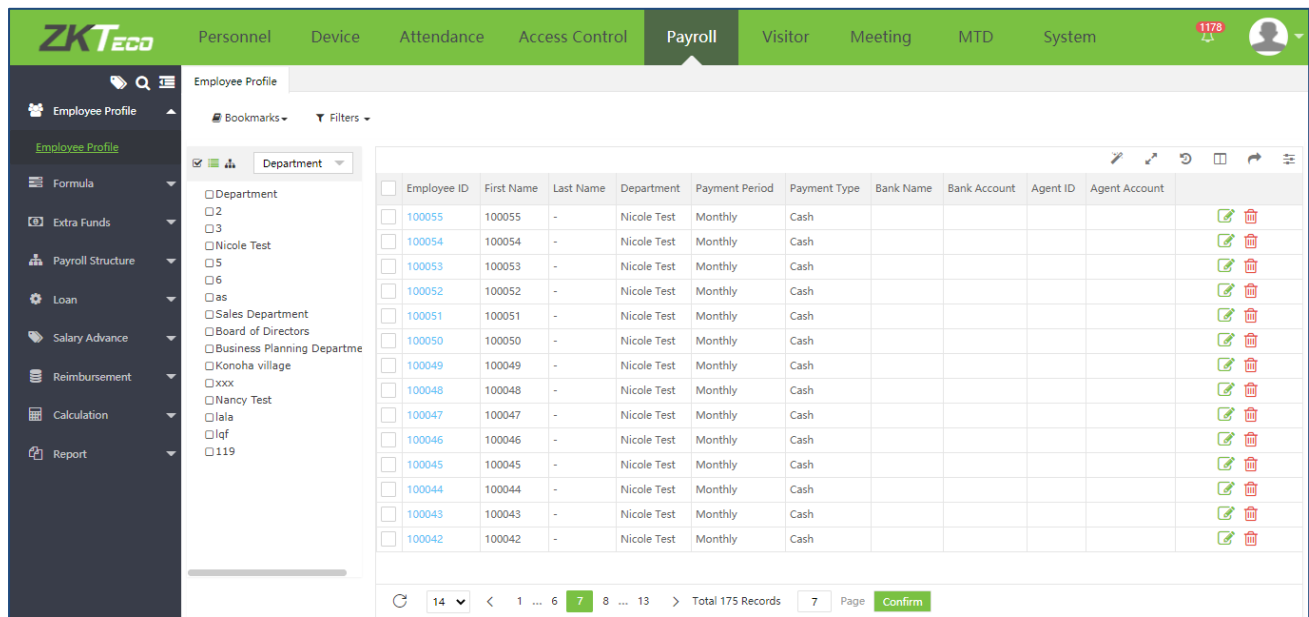 ZKTECO Personnel Device Attendance Access Control Payroll Visitor Meeting MTD System 1178
Employee Profile
Employee Profile
Bookmarks Filters
Employee Profile
Formula
Extra Funds
Payroll Structure
Loan
Salary Advance
Reimbursement
Calculation
Report
Department
Department
2
3
Nicole Test
5
6
as
Sales Department
Board of Directors
Business Planning Departme
Konoha village
xxx
Nancy Test
lala
lqf
119
Employee ID First Name Last Name Department Payment Period Payment Type Bank Name Bank Account Agent ID Agent Account
100055 100055 - Nicole Test Monthly Cash
100054 100054 - Nicole Test Monthly Cash
100053 100053 - Nicole Test Monthly Cash
100052 100052 - Nicole Test Monthly Cash
100051 100051 - Nicole Test Monthly Cash
100050 100050 - Nicole Test Monthly Cash
100049 100049 - Nicole Test Monthly Cash
100048 100048 - Nicole Test Monthly Cash
100047 100047 - Nicole Test Monthly Cash
100046 100046 - Nicole Test Monthly Cash
100045 100045 - Nicole Test Monthly Cash
100044 100044 - Nicole Test Monthly Cash
100043 100043 - Nicole Test Monthly Cash
100042 100042 - Nicole Test Monthly Cash
14 < 1 ... 6 7 8 ... 13 > Total 175 Records 7 Page Confirm